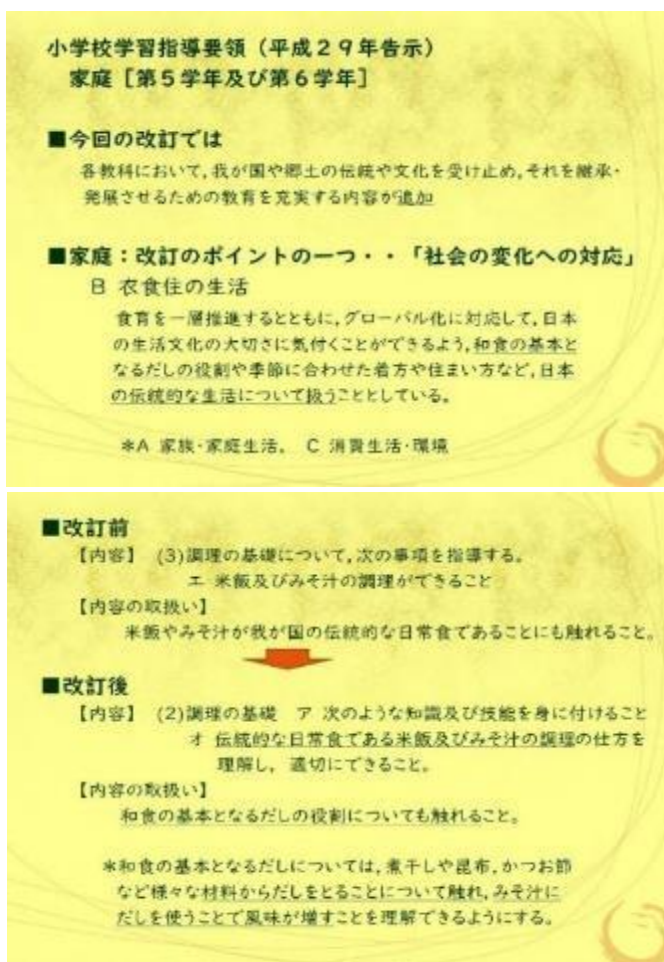 小学校学習指導要領（平成２９年告示）
家庭［第５学年及び第６学年］
■今回の改訂では
各教科において,我が国や郷土の伝統や文化を受け止め,それを継承・
発展させるための教育を充実する内容が追加
■家庭：改訂のポイントの一つ・・「社会の変化への対応」
B 衣食住の生活
食育を一層推進するとともに,グローバル化に対応して,日本
の生活文化の大切さに気付くことができるよう,和食の基本と
なるだしの役割や季節に合わせた着方や住まい方など,日本
の伝統的な生活について扱うこととしている。
*A 家族・家庭生活, C 消費生活・環境
■改訂前
【内容】 (3)調理の基礎について,次の事項を指導する。
エ 米飯及びみそ汁の調理ができること
【内容の取扱い】
米飯やみそ汁が我が国の伝統的な日常食であることにも触れること。
■改訂後
【内容】 (2)調理の基礎 ア 次のような知識及び技能を身に付けること
オ 伝統的な日常食である米飯及びみそ汁の調理の仕方を
理解し, 適切にできること。
【内容の取扱い】
和食の基本となるだしの役割についても触れること。
*和食の基本となるだしについては,煮干しや昆布,かつお節
など様々な材料からだしをとることについて触れ,みそ汁に
だしを使うことで風味が増すことを理解できるようにする。